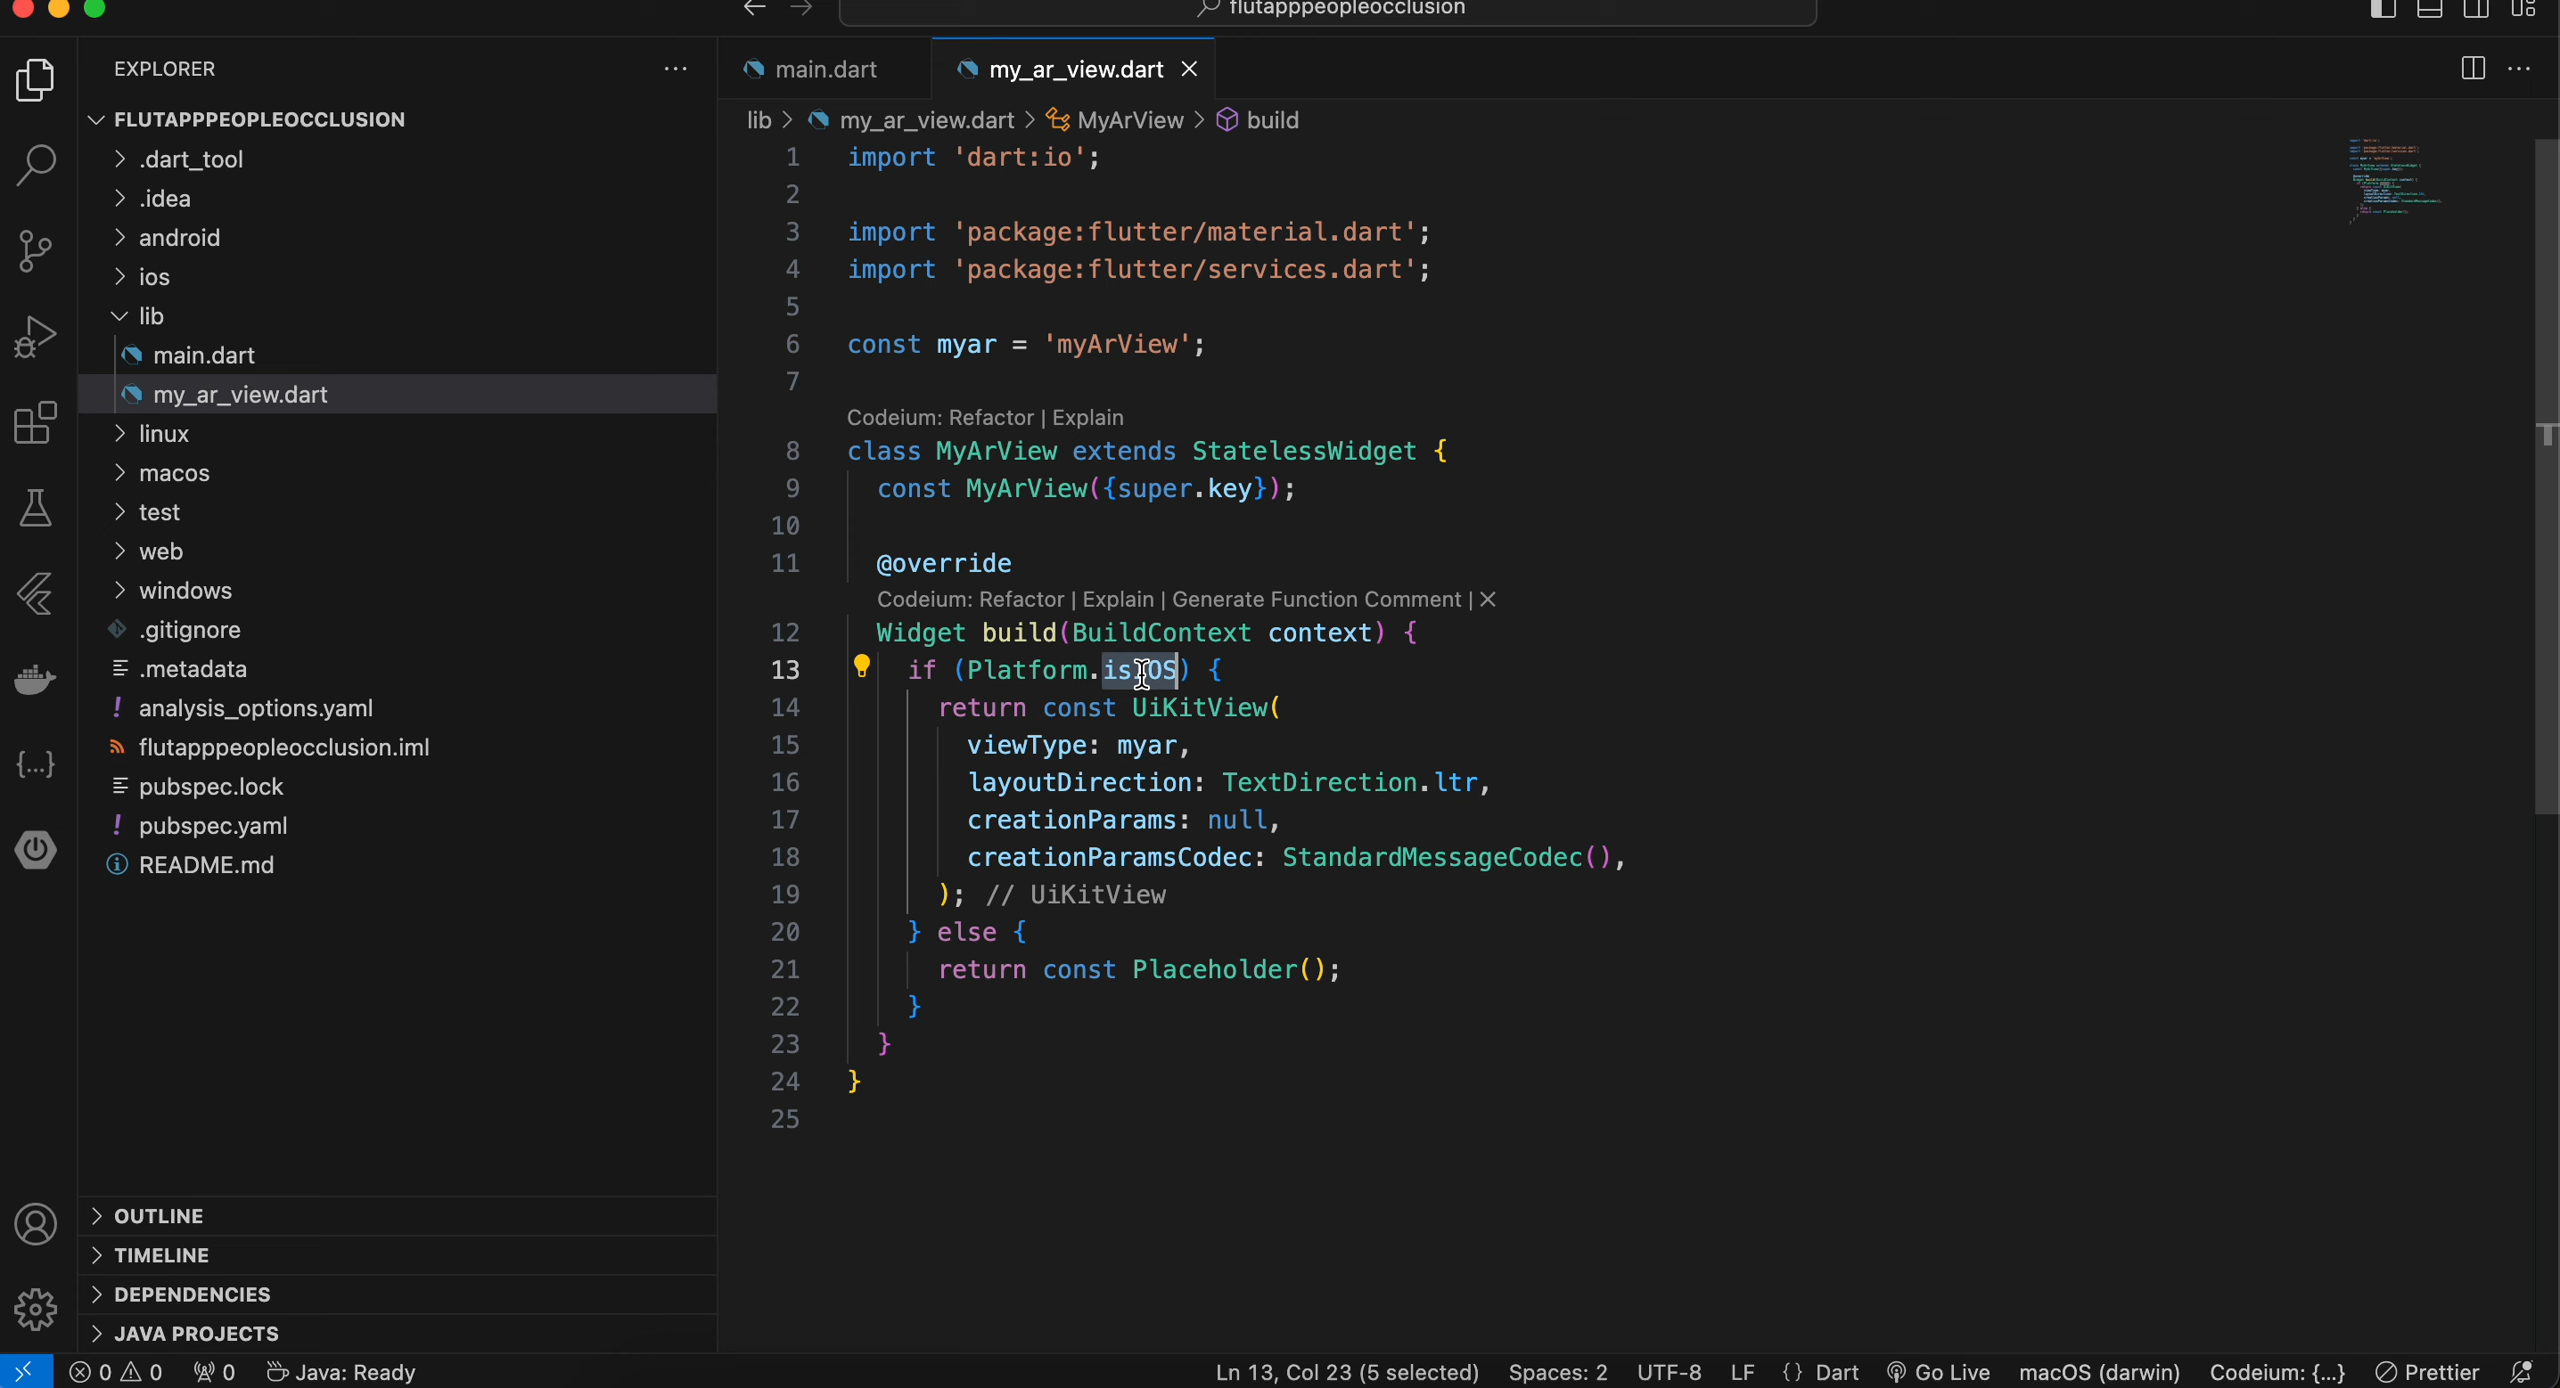 flutapppeopleocclusion
EXPLORER
FLUTAPPPEOPLEOCCLUSION
.dart_tool
.idea
android
ios
lib
main.dart
my_ar_view.dart
linux
macos
test
web
windows
.gitignore
.metadata
analysis_options.yaml
flutapppeopleocclusion.iml
pubspec.lock
pubspec.yaml
README.md
OUTLINE
TIMELINE
DEPENDENCIES
JAVA PROJECTS
main.dart
my_ar_view.dart
lib > my_ar_view.dart > MyArView > build
1 import 'dart:io';
2
3 import 'package:flutter/material.dart';
4 import 'package:flutter/services.dart';
5
6 const myar = 'myArView';
7
Codeium: Refactor | Explain
8 class MyArView extends StatelessWidget {
9 const MyArView({super.key});
10
11 @override
Codeium: Refactor | Explain | Generate Function Comment | X
12 Widget build(BuildContext context) {
13 if (Platform.isIOS) {
14 return const UiKitView(
15 viewType: myar,
16 layoutDirection: TextDirection.ltr,
17 creationParams: null,
18 creationParamsCodec: StandardMessageCodec(),
19 ); // UiKitView
20 } else {
21 return const Placeholder();
22 }
23 }
24 }
25
0 0 0 Java: Ready
Ln 13, Col 23 (5 selected) Spaces: 2 UTF-8 LF {} Dart Go Live macOS (darwin) Codeium: {...} Prettier